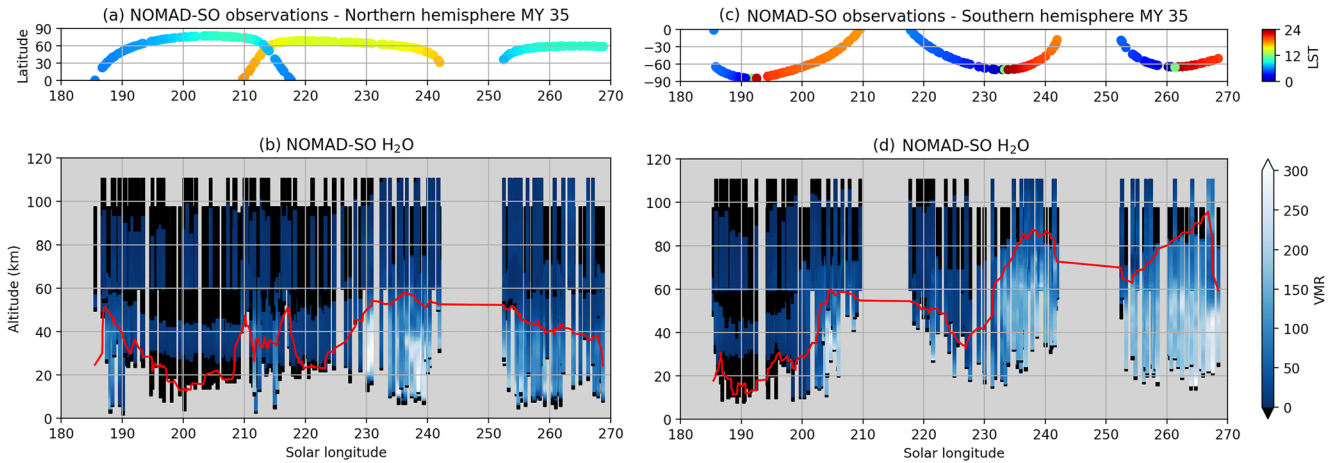 (a) NOMAD-SO observations - Northern hemisphere MY 35
Latitude
90
60
30
0
180 190 200 210 220 230 240 250 260 270
(c) NOMAD-SO observations - Southern hemisphere MY 35
0
−30
−60
−90
180 190 200 210 220 230 240 250 260 270
24
12
0
LST
(b) NOMAD-SO H₂O
Altitude (km)
120
100
80
60
40
20
0
180 190 200 210 220 230 240 250 260 270
Solar longitude
(d) NOMAD-SO H₂O
120
100
80
60
40
20
0
180 190 200 210 220 230 240 250 260 270
Solar longitude
300
250
200
150
100
50
0
VMR